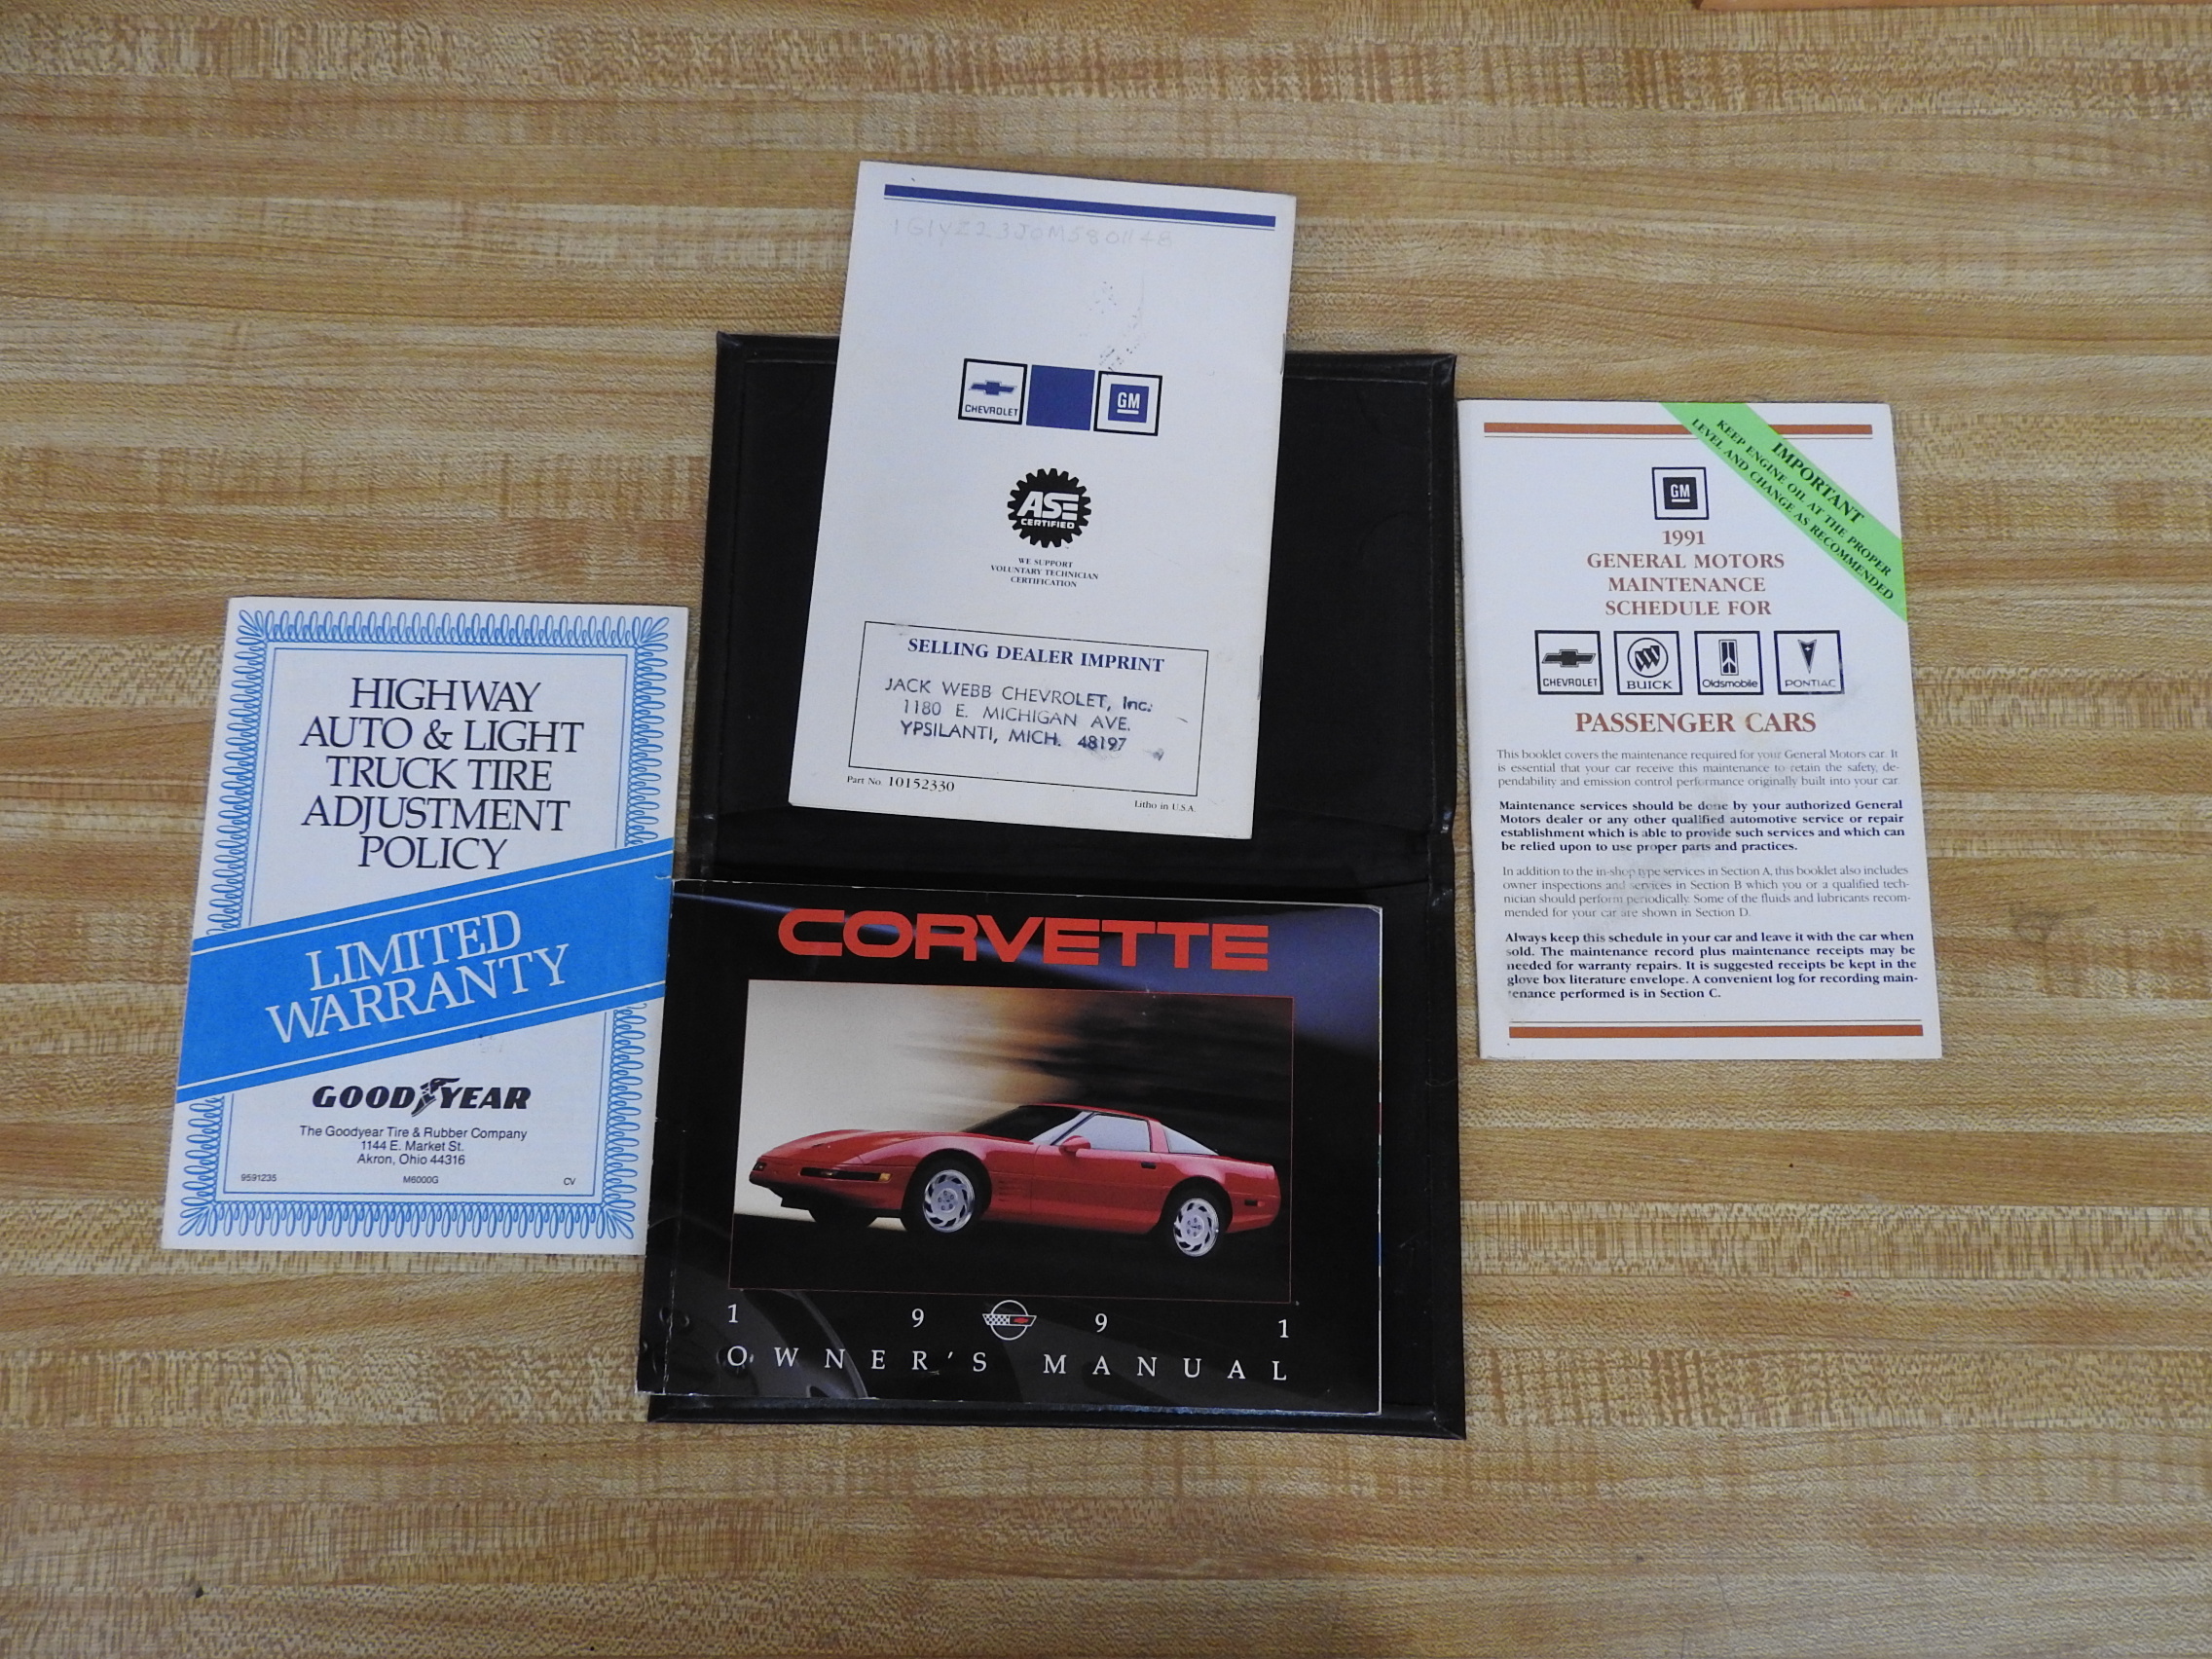 1G1YZ23J0M5801148
CHEVROLET
GM
ASE
CERTIFIED
WE SUPPORT
VOLUNTARY TECHNICIAN
CERTIFICATION
SELLING DEALER IMPRINT
JACK WEBB CHEVROLET, Inc.
1180 E. MICHIGAN AVE.
YPSILANTI, MICH. 48197
Part No. 10152330
Litho in U.S.A.
IMPORTANT
KEEP ENGINE OIL AT THE PROPER
LEVEL AND CHANGE AS RECOMMENDED
GM
1991
GENERAL MOTORS
MAINTENANCE
SCHEDULE FOR
CHEVROLET
BUICK
Oldsmobile
PONTIAC
PASSENGER CARS
This booklet covers the maintenance required for your General Motors car. It
is essential that your car receive this maintenance to retain the safety, de-
pendability and emission control performance originally built into your car.
Maintenance services should be done by your authorized General
Motors dealer or any other qualified automotive service or repair
establishment which is able to provide such services and which can
be relied upon to use proper parts and practices.
In addition to the in-shop type services in Section A, this booklet also includes
owner inspections and services in Section B which you or a qualified tech-
nician should perform periodically. Some of the fluids and lubricants recom-
mended for your car are shown in Section D.
Always keep this schedule in your car and leave it with the car when
sold. The maintenance record plus maintenance receipts may be
needed for warranty repairs. It is suggested receipts be kept in the
glove box literature envelope. A convenient log for recording main-
tenance performed is in Section C.
HIGHWAY
AUTO & LIGHT
TRUCK TIRE
ADJUSTMENT
POLICY
LIMITED
WARRANTY
GOODYEAR
The Goodyear Tire & Rubber Company
1144 E. Market St.
Akron, Ohio 44316
9591235 M6000G CV
CORVETTE
1 9 9 1
OWNER'S MANUAL